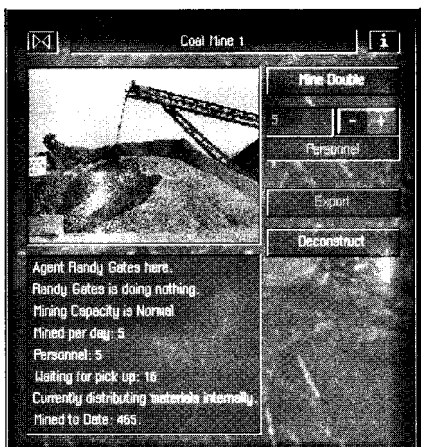 Coal Mine 1
i
Mine Double
5
- +
Personnel
Export
Deconstruct
Agent Randy Gates here.
Randy Gates is doing nothing.
Mining Capacity is Normal
Mined per day: 5
Personnel: 5
Waiting for pick up: 16
Currently distributing materials internally.
Mined to Date: 465.